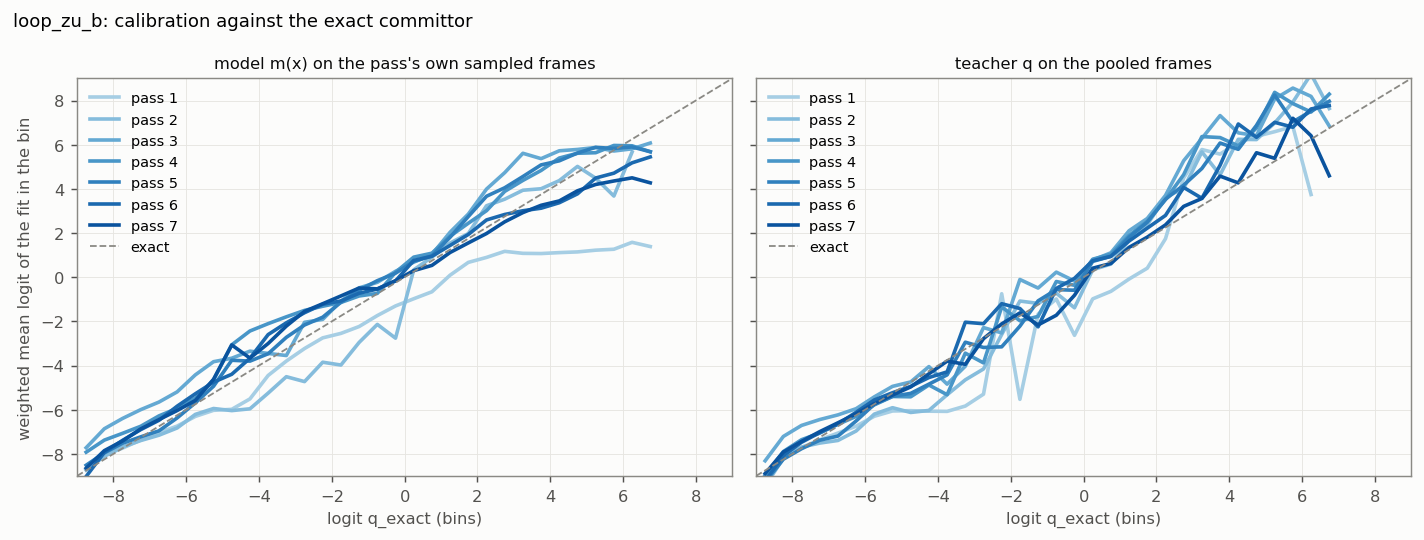 loop_zu_b: calibration against the exact committor
model m(x) on the pass's own sampled frames
teacher q on the pooled frames
weighted mean logit of the fit in the bin
8
6
4
2
0
−2
−4
−6
−8
pass 1
pass 2
pass 3
pass 4
pass 5
pass 6
pass 7
exact
pass 1
pass 2
pass 3
pass 4
pass 5
pass 6
pass 7
exact
−8 −6 −4 −2 0 2 4 6 8
−8 −6 −4 −2 0 2 4 6 8
logit q_exact (bins)
logit q_exact (bins)